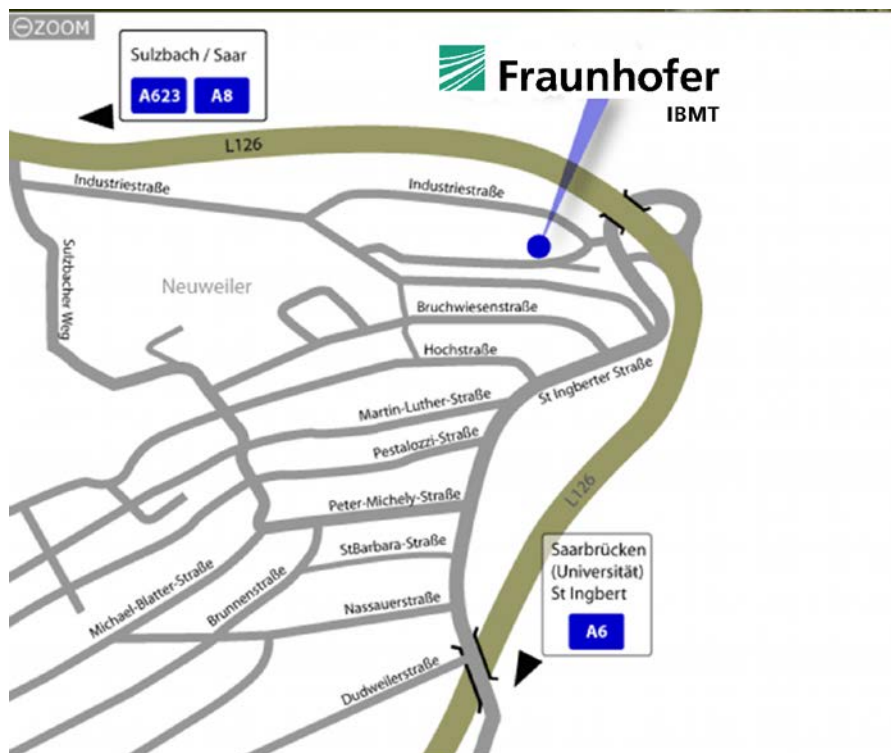 ⊖ZOOM
Sulzbach / Saar
A623 A8
Fraunhofer
IBMT
L126
Industriestraße
Industriestraße
Sulzbacher Weg
Neuweiler
Bruchwiesenstraße
Hochstraße
St Ingberter Straße
Martin-Luther-Straße
Pestalozzi-Straße
L126
Peter-Michely-Straße
StBarbara-Straße
Saarbrücken
(Universität)
St Ingbert
A6
Michael-Blatter-Straße
Brunnenstraße
Nassauerstraße
Dudweilerstraße